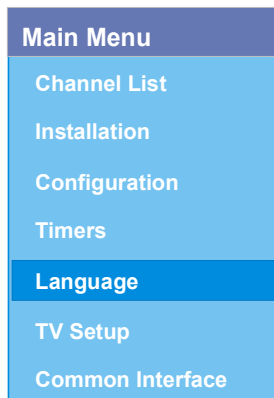 Main Menu
Channel List
Installation
Configuration
Timers
Language
TV Setup
Common Interface